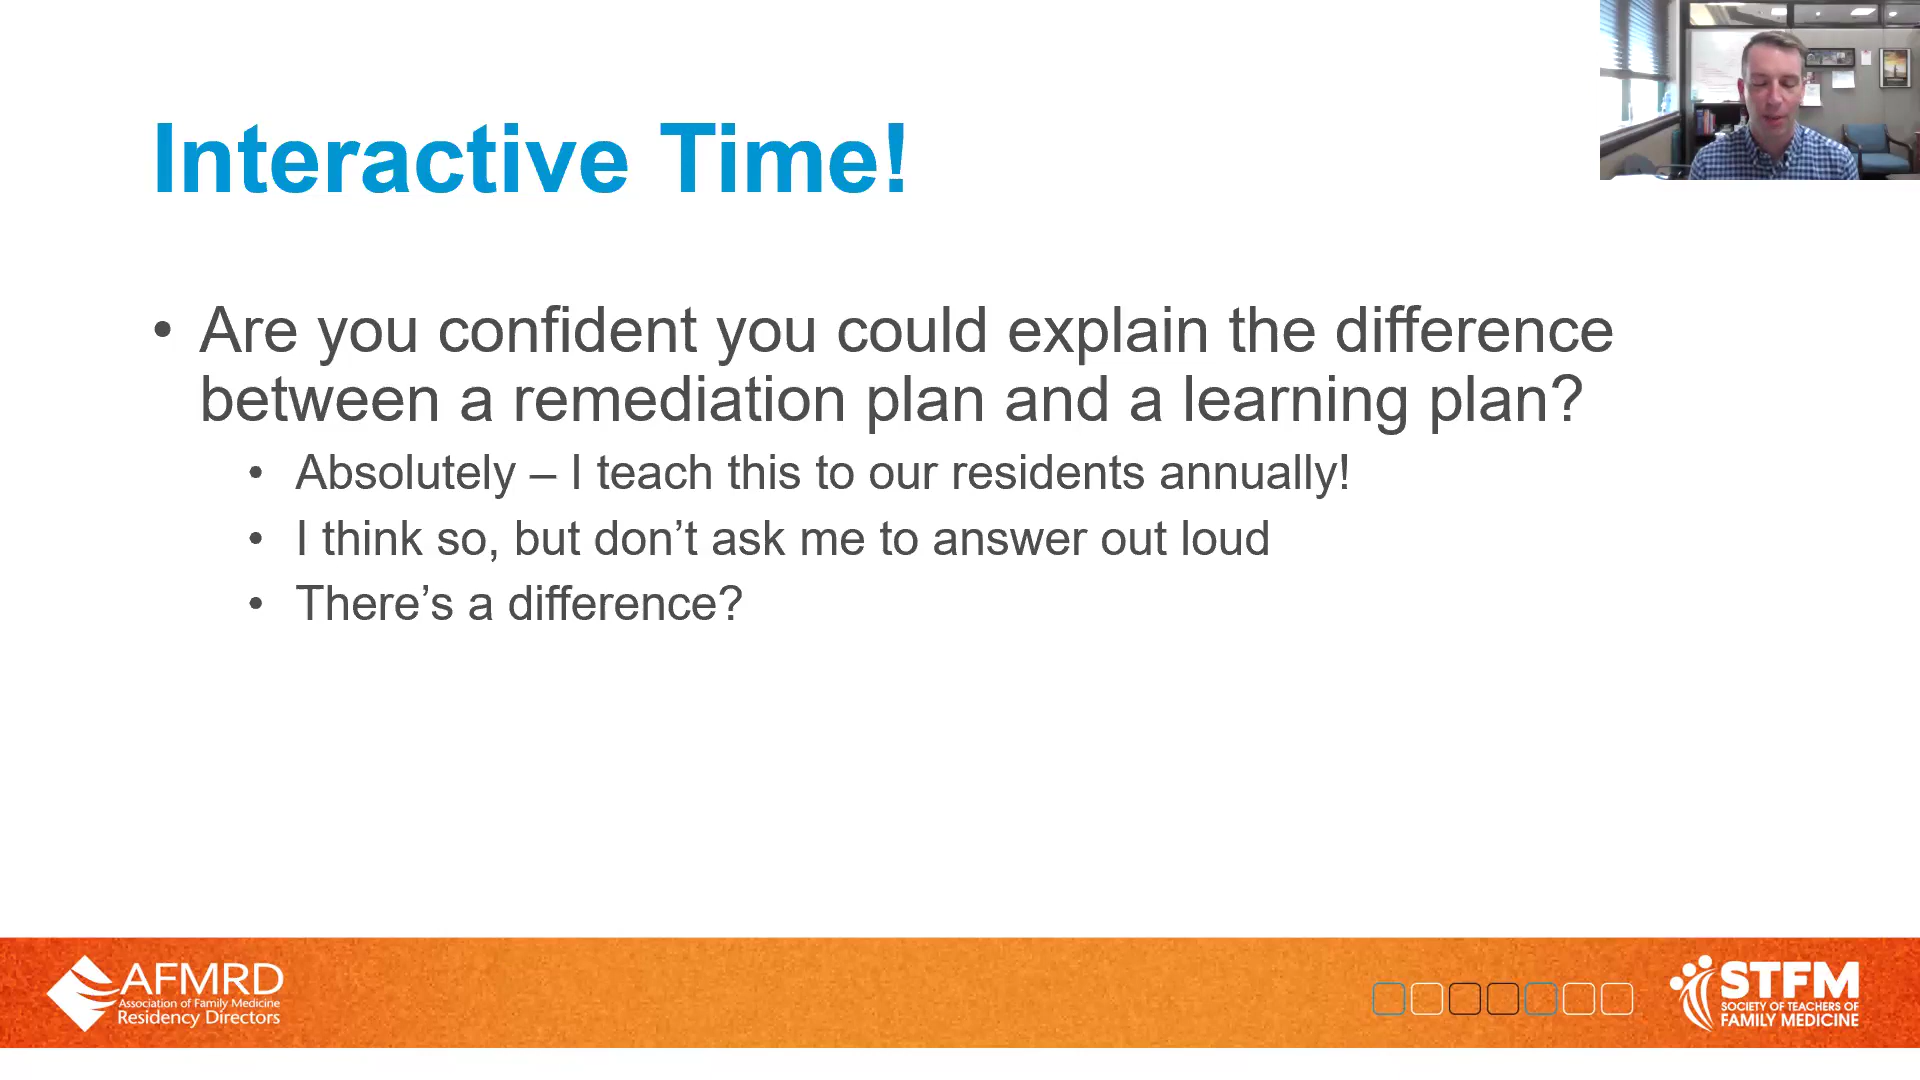 Interactive Time!
• Are you confident you could explain the difference
between a remediation plan and a learning plan?
• Absolutely – I teach this to our residents annually!
• I think so, but don’t ask me to answer out loud
• There’s a difference?
AFMRD
Association of Family Medicine
Residency Directors
STFM
SOCIETY OF TEACHERS OF
FAMILY MEDICINE